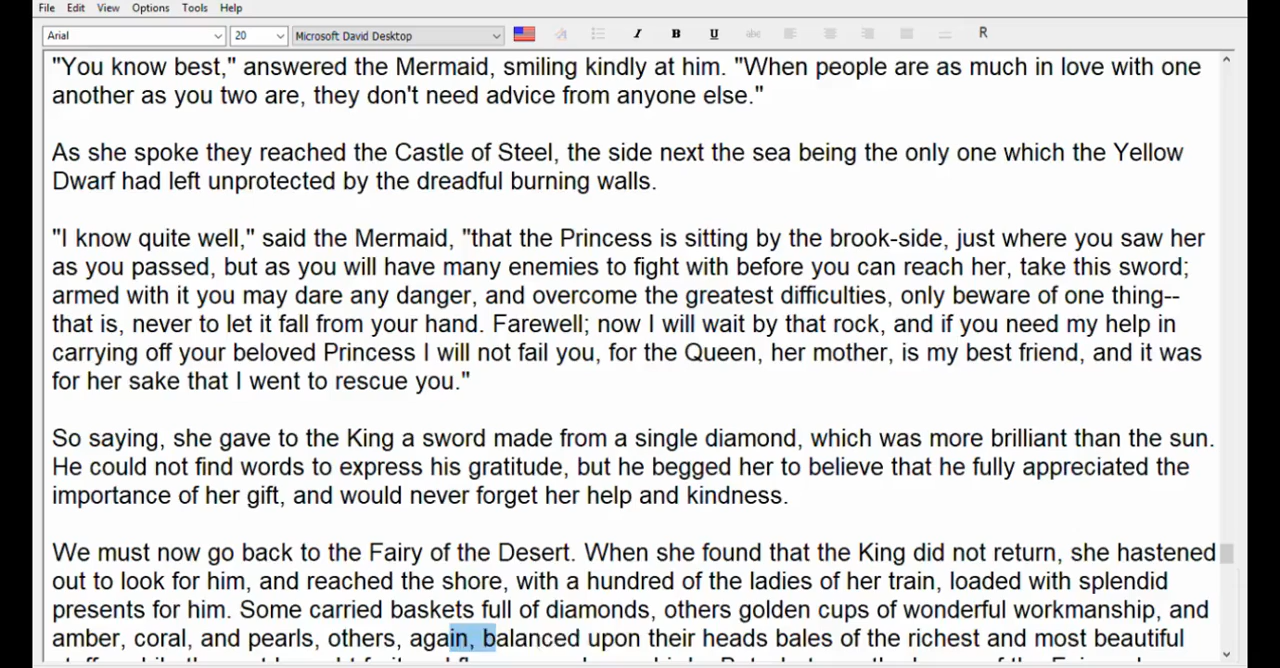 File Edit View Options Tools Help
Arial 20 Microsoft David Desktop I B U abc R
"You know best," answered the Mermaid, smiling kindly at him. "When people are as much in love with one
another as you two are, they don't need advice from anyone else."
As she spoke they reached the Castle of Steel, the side next the sea being the only one which the Yellow
Dwarf had left unprotected by the dreadful burning walls.
"I know quite well," said the Mermaid, "that the Princess is sitting by the brook-side, just where you saw her
as you passed, but as you will have many enemies to fight with before you can reach her, take this sword;
armed with it you may dare any danger, and overcome the greatest difficulties, only beware of one thing--
that is, never to let it fall from your hand. Farewell; now I will wait by that rock, and if you need my help in
carrying off your beloved Princess I will not fail you, for the Queen, her mother, is my best friend, and it was
for her sake that I went to rescue you."
So saying, she gave to the King a sword made from a single diamond, which was more brilliant than the sun.
He could not find words to express his gratitude, but he begged her to believe that he fully appreciated the
importance of her gift, and would never forget her help and kindness.
We must now go back to the Fairy of the Desert. When she found that the King did not return, she hastened
out to look for him, and reached the shore, with a hundred of the ladies of her train, loaded with splendid
presents for him. Some carried baskets full of diamonds, others golden cups of wonderful workmanship, and
amber, coral, and pearls, others, again, balanced upon their heads bales of the richest and most beautiful